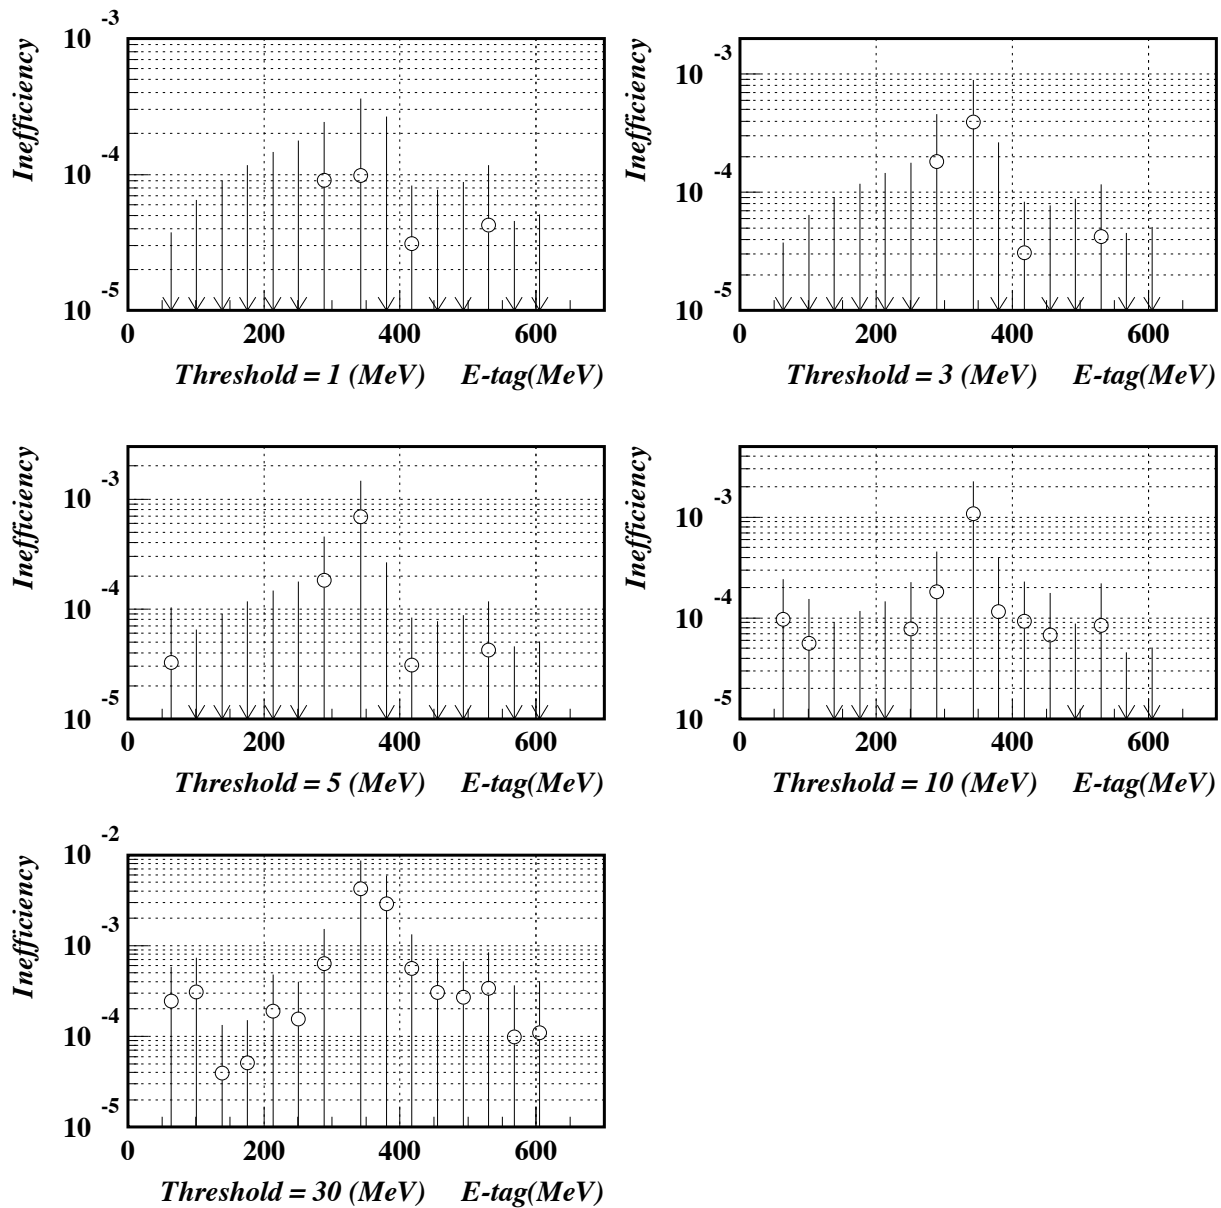 Inefficiency
10 -3
10 -4
10 -5
0 200 400 600
Threshold = 1 (MeV) E-tag(MeV)
Inefficiency
10 -3
10 -4
10 -5
0 200 400 600
Threshold = 3 (MeV) E-tag(MeV)
Inefficiency
10 -3
10 -4
10 -5
0 200 400 600
Threshold = 5 (MeV) E-tag(MeV)
Inefficiency
10 -3
10 -4
10 -5
0 200 400 600
Threshold = 10 (MeV) E-tag(MeV)
Inefficiency
10 -2
10 -3
10 -4
10 -5
0 200 400 600
Threshold = 30 (MeV) E-tag(MeV)